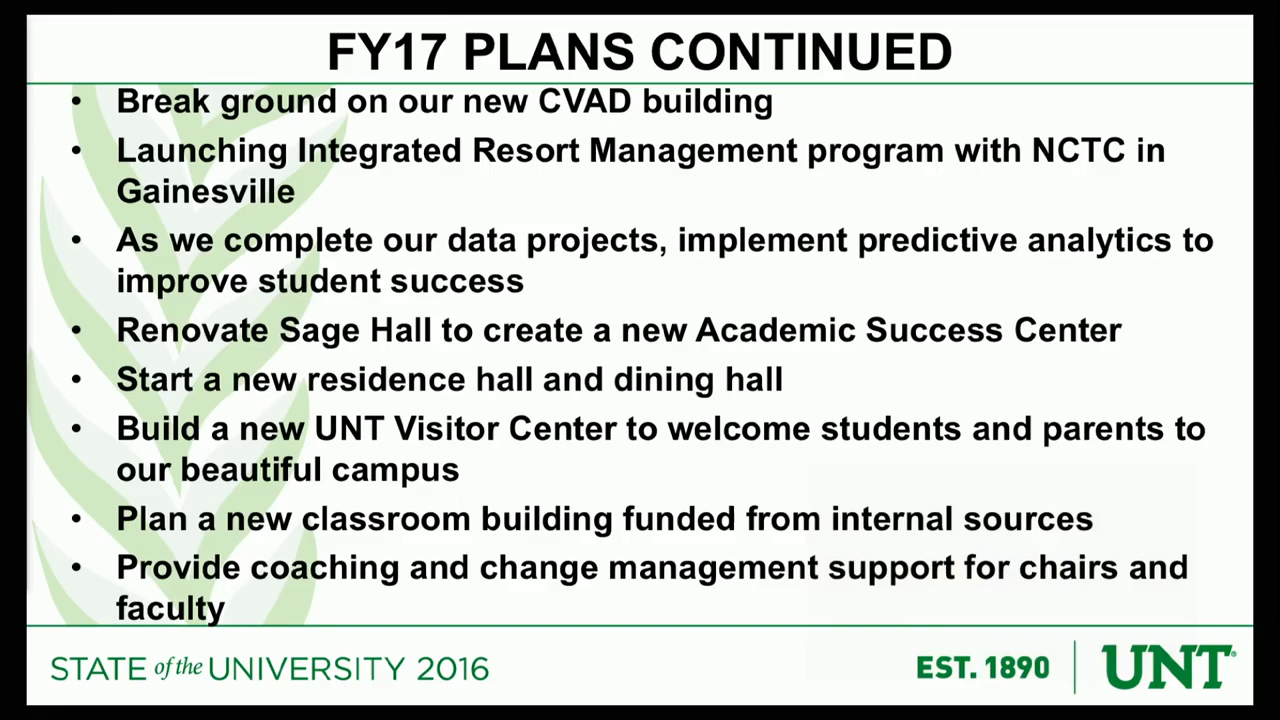 FY17 PLANS CONTINUED
• Break ground on our new CVAD building
• Launching Integrated Resort Management program with NCTC in
Gainesville
• As we complete our data projects, implement predictive analytics to
improve student success
• Renovate Sage Hall to create a new Academic Success Center
• Start a new residence hall and dining hall
• Build a new UNT Visitor Center to welcome students and parents to
our beautiful campus
• Plan a new classroom building funded from internal sources
• Provide coaching and change management support for chairs and
faculty
STATE of the UNIVERSITY 2016
EST. 1890 UNT®